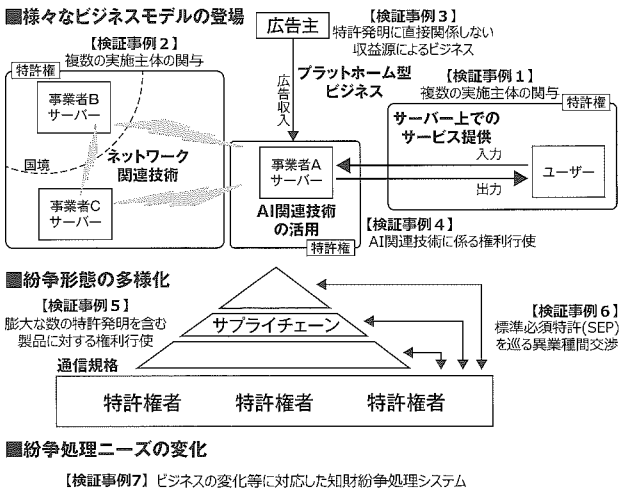 ■様々なビジネスモデルの登場
広告主
【検証事例3】
特許発明に直接関係しない
収益源によるビジネス
【検証事例2】
複数の実施主体の関与
特許権
事業者B
サーバー
国境
事業者C
サーバー
ネットワーク
関連技術
広告収入
プラットホーム型
ビジネス
【検証事例1】
複数の実施主体の関与
特許権
サーバー上での
サービス提供
入力
出力
ユーザー
事業者A
サーバー
AI関連技術
の活用
特許権
【検証事例4】
AI関連技術に係る権利行使
■紛争形態の多様化
【検証事例5】
膨大な数の特許発明を含む
製品に対する権利行使
サプライチェーン
【検証事例6】
標準必須特許(SEP)
を巡る異業種間交渉
通信規格
特許権者 特許権者 特許権者
■紛争処理ニーズの変化
【検証事例7】ビジネスの変化等に対応した知財紛争処理システム